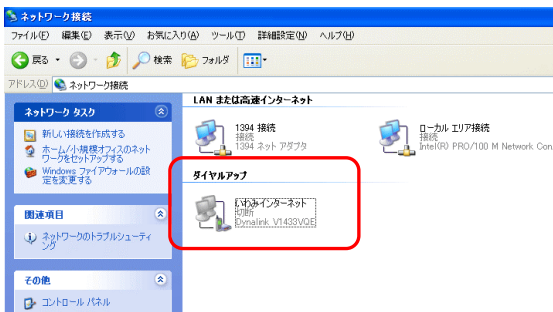 ネットワーク接続
ファイル(F) 編集(E) 表示(V) お気に入り(A) ツール(T) 詳細設定(N) ヘルプ(H)
戻る 検索 フォルダ
アドレス(D) ネットワーク接続
ネットワーク タスク
新しい接続を作成する
ホーム/小規模オフィスのネット
ワークをセットアップする
Windows ファイアウォールの設
定を変更する
関連項目
ネットワークのトラブルシューティ
ング
その他
コントロール パネル
LAN または高速インターネット
1394 接続
接続
1394 ネット アダプタ
ローカル エリア接続
接続
Intel(R) PRO/100 M Network Con
ダイヤルアップ
いわみインターネット
切断
Dynalink V1433VQE